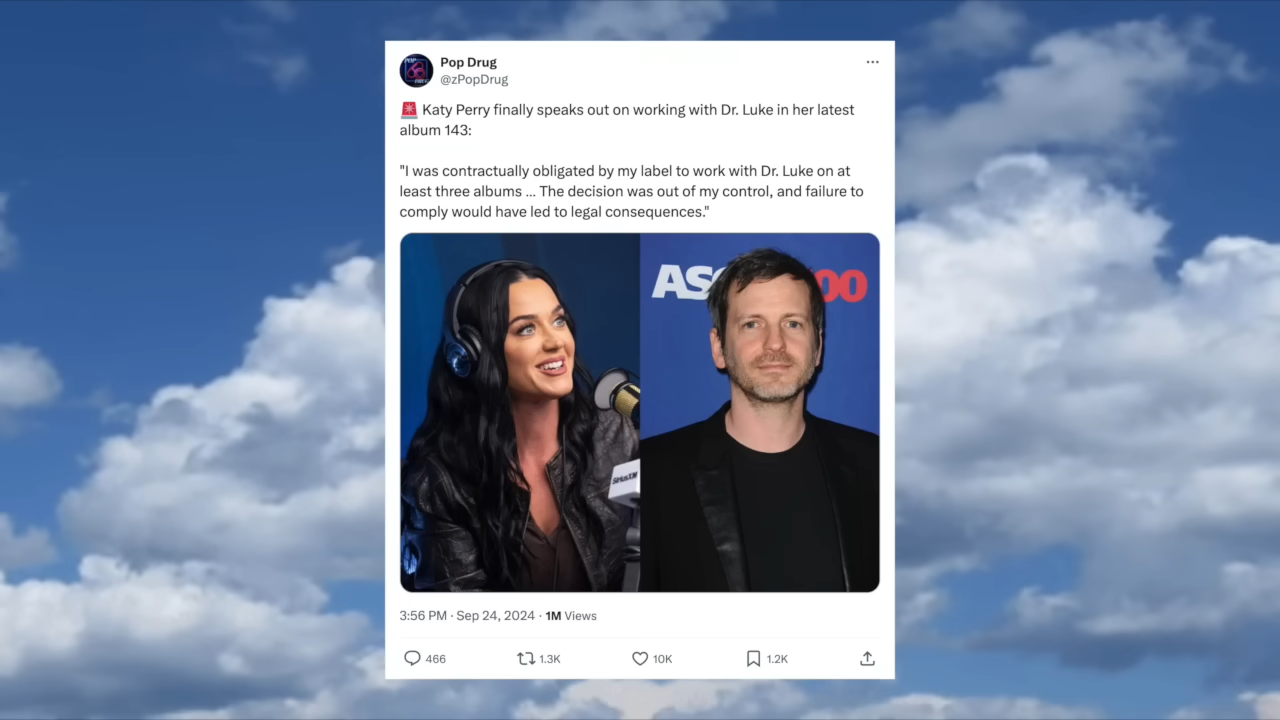 Pop Drug
@zPopDrug
🚨 Katy Perry finally speaks out on working with Dr. Luke in her latest
album 143:
"I was contractually obligated by my label to work with Dr. Luke on at
least three albums ... The decision was out of my control, and failure to
comply would have led to legal consequences."
SiriusXM
3:56 PM · Sep 24, 2024 · 1M Views
466
1.3K
10K
1.2K